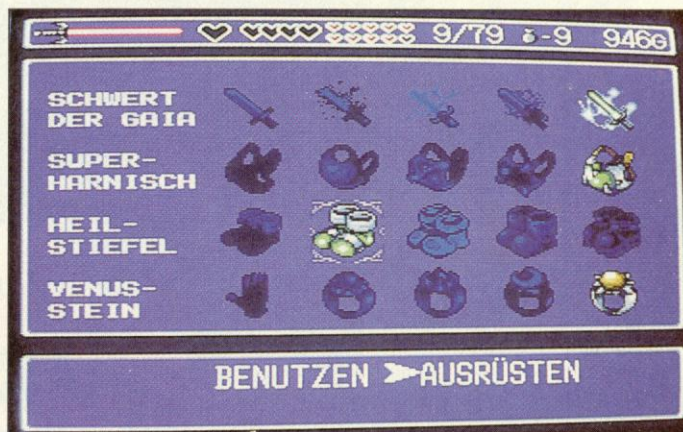 9/79 -9 946G
SCHWERT
DER GAIA
SUPER-
HARNISCH
HEIL-
STIEFEL
VENUS-
STEIN
BENUTZEN AUSRÜSTEN